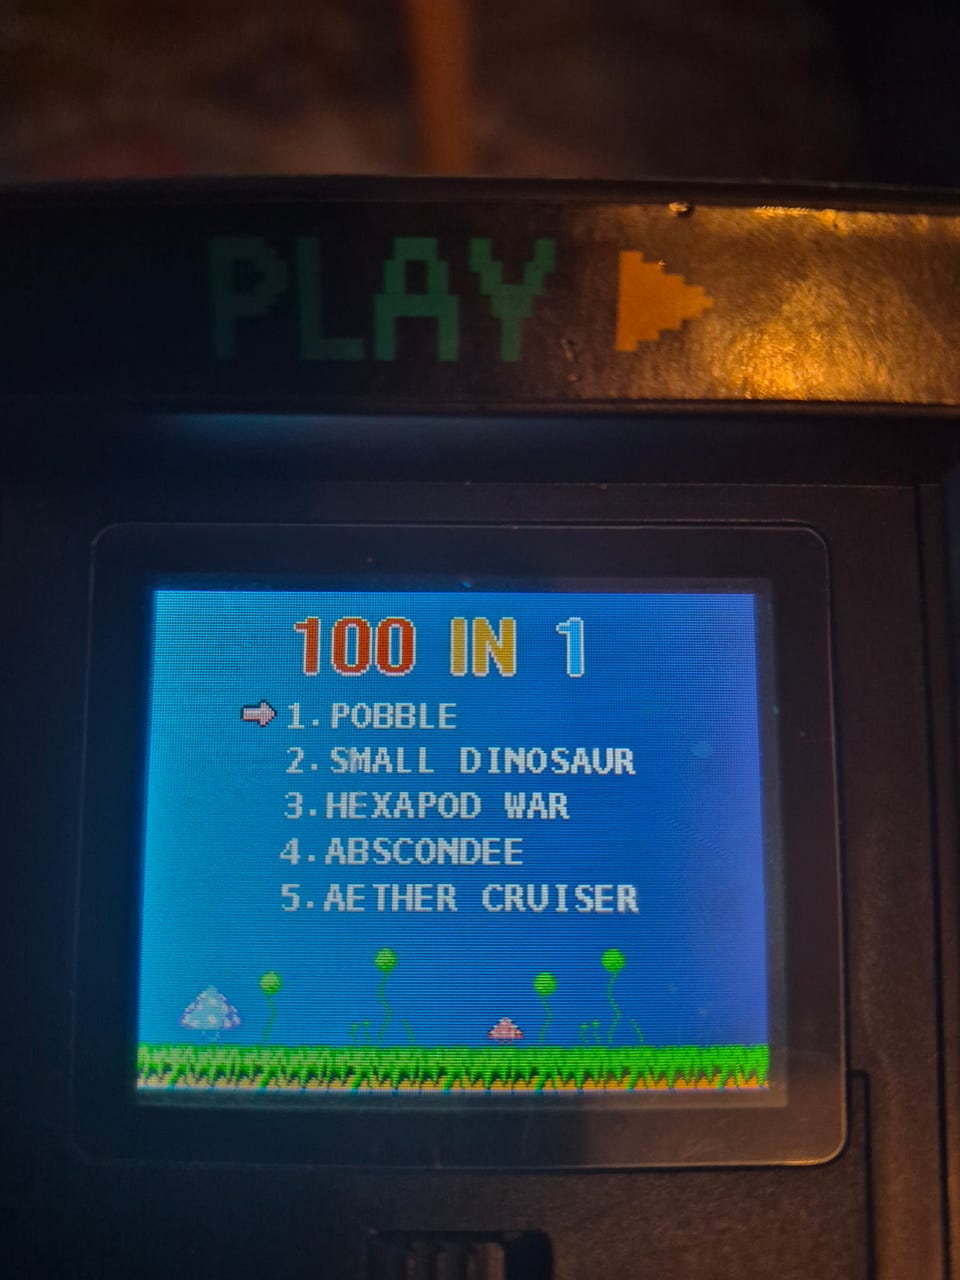 PLAY
100 IN 1
1.POBBLE
2.SMALL DINOSAUR
3.HEXAPOD WAR
4.ABSCONDEE
5.AETHER CRUISER